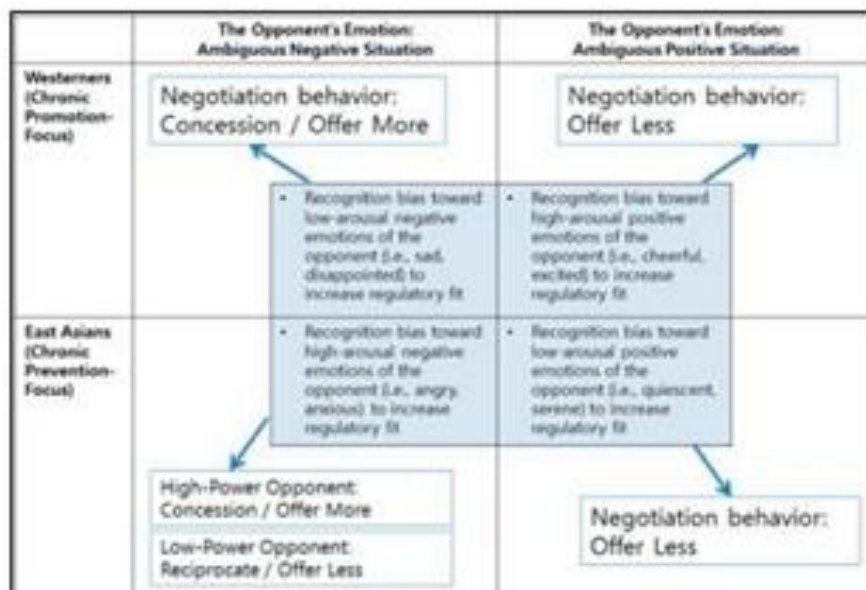 The Opponent's Emotion:
Ambiguous Negative Situation
The Opponent's Emotion:
Ambiguous Positive Situation
Westerners
(Chronic
Promotion-
Focus)
Negotiation behavior:
Concession / Offer More
Negotiation behavior:
Offer Less
• Recognition bias toward
low-arousal negative
emotions of the
opponent (i.e., sad,
disappointed) to
increase regulatory fit
• Recognition bias toward
high-arousal positive
emotions of the
opponent (i.e., cheerful,
excited) to increase
regulatory fit
East Asians
(Chronic
Prevention-
Focus)
• Recognition bias toward
high-arousal negative
emotions of the
opponent (i.e., angry,
anxious) to increase
regulatory fit
• Recognition bias toward
low-arousal positive
emotions of the
opponent (i.e., quiescent,
serene) to increase
regulatory fit
High-Power Opponent:
Concession / Offer More
Low-Power Opponent:
Reciprocate / Offer Less
Negotiation behavior:
Offer Less